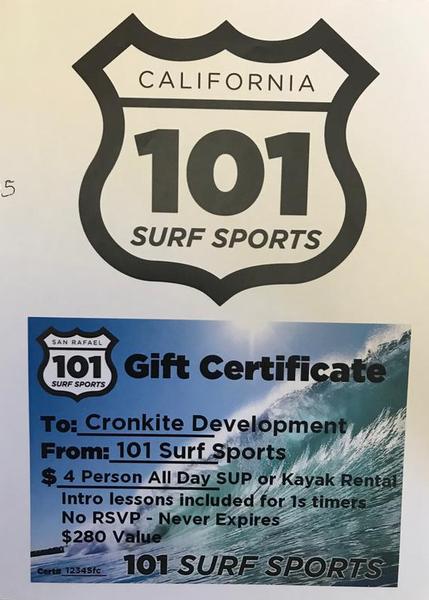 CALIFORNIA
101
SURF SPORTS
5
SAN RAFAEL
101
SURF SPORTS
Gift Certificate
To: Cronkite Development
From: 101 Surf Sports
$ 4 Person All Day SUP or Kayak Rental
Intro lessons included for 1s timers
No RSVP - Never Expires
$280 Value
Cert# 12345fc
101 SURF SPORTS